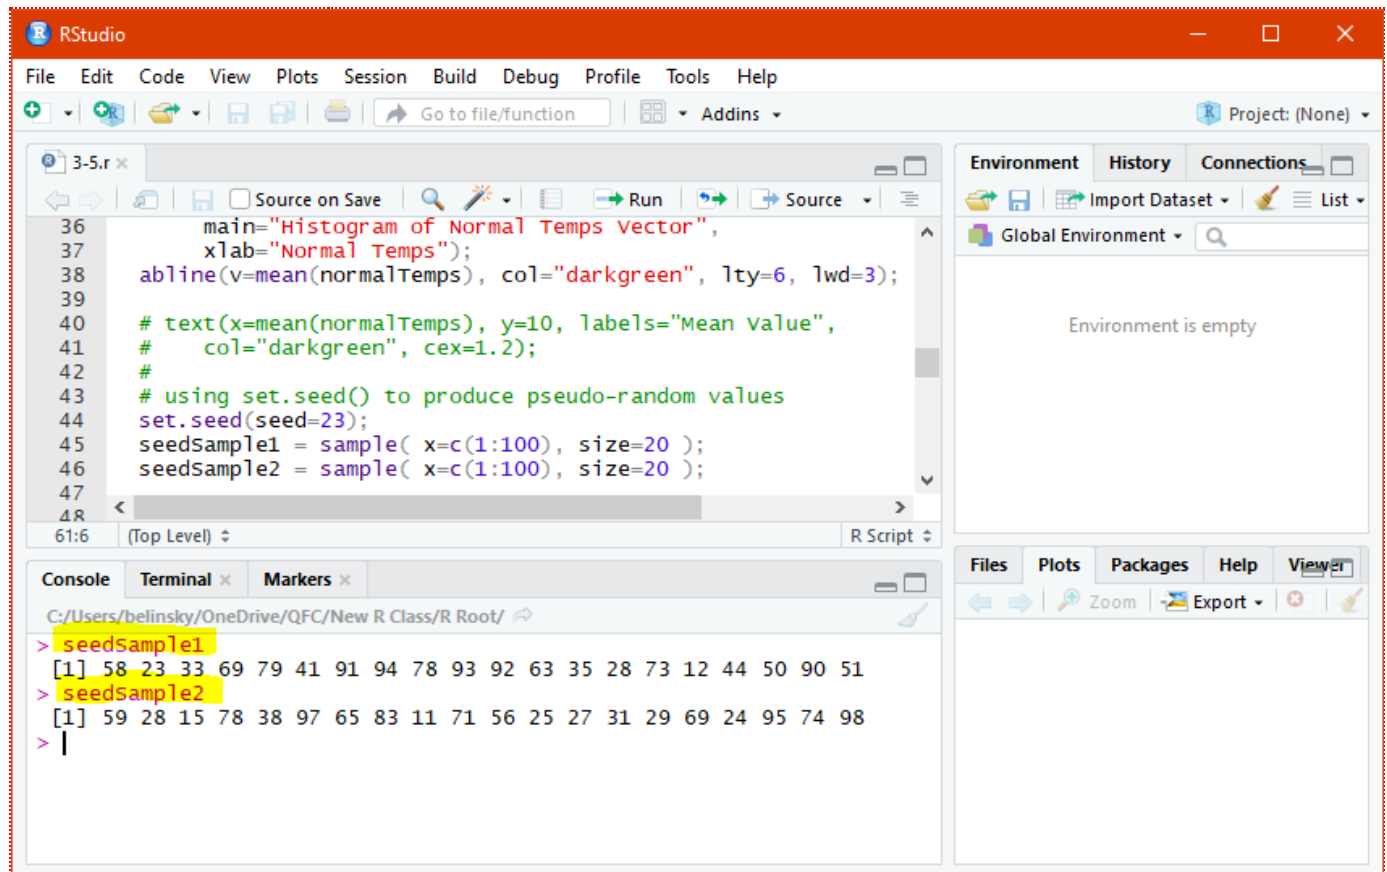 RStudio
File Edit Code View Plots Session Build Debug Profile Tools Help
Go to file/function Addins Project: (None)
3-5.r
Source on Save Run Source
36 main="Histogram of Normal Temps Vector",
37 xlab="Normal Temps");
38 abline(v=mean(normalTemps), col="darkgreen", lty=6, lwd=3);
39
40 # text(x=mean(normalTemps), y=10, labels="Mean Value",
41 # col="darkgreen", cex=1.2);
42 #
43 # using set.seed() to produce pseudo-random values
44 set.seed(seed=23);
45 seedSample1 = sample( x=c(1:100), size=20 );
46 seedSample2 = sample( x=c(1:100), size=20 );
47
48
61:6 (Top Level) R Script
Console Terminal Markers
C:/Users/belinsky/OneDrive/QFC/New R Class/R Root/
> seedSample1
[1] 58 23 33 69 79 41 91 94 78 93 92 63 35 28 73 12 44 50 90 51
> seedSample2
[1] 59 28 15 78 38 97 65 83 11 71 56 25 27 31 29 69 24 95 74 98
>
Environment History Connections
Import Dataset List
Global Environment
Environment is empty
Files Plots Packages Help Viewer
Zoom Export